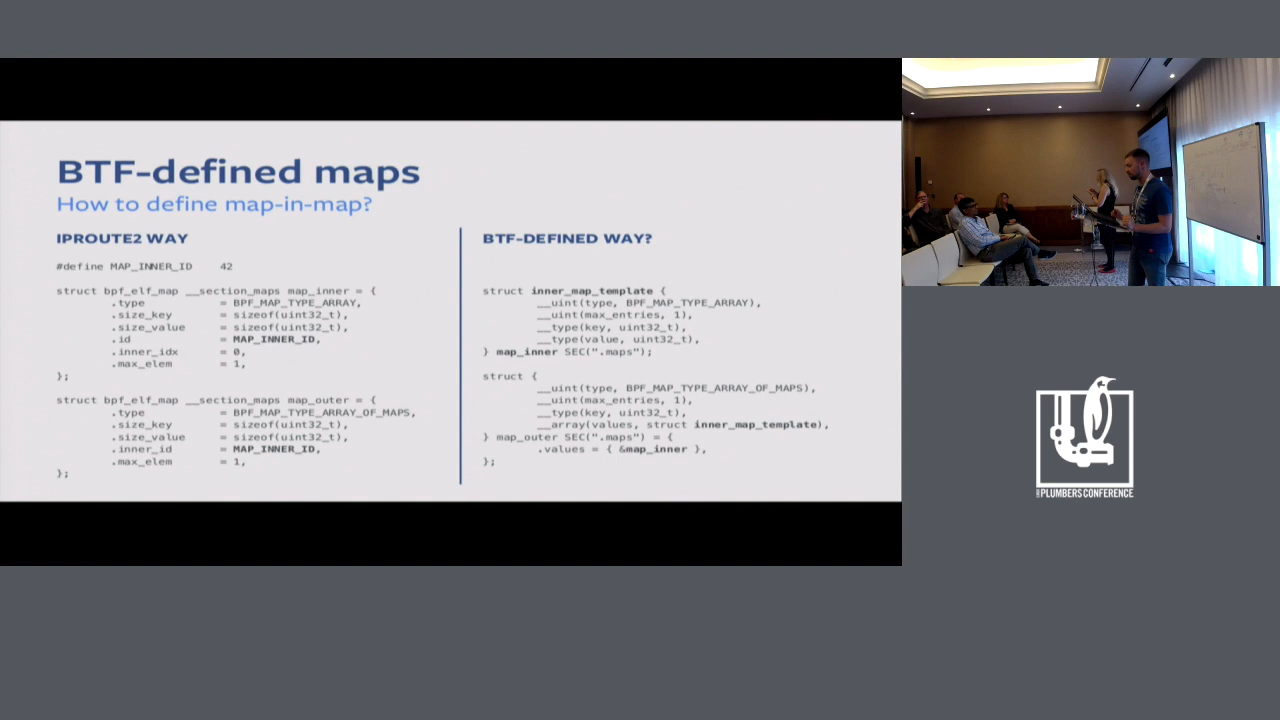 BTF-defined maps
How to define map-in-map?
IPROUTE2 WAY
#define MAP_INNER_ID    42
struct bpf_elf_map __section_maps map_inner = {
        .type           = BPF_MAP_TYPE_ARRAY,
        .size_key       = sizeof(uint32_t),
        .size_value     = sizeof(uint32_t),
        .id             = MAP_INNER_ID,
        .inner_idx      = 0,
        .max_elem       = 1,
};
struct bpf_elf_map __section_maps map_outer = {
        .type           = BPF_MAP_TYPE_ARRAY_OF_MAPS,
        .size_key       = sizeof(uint32_t),
        .size_value     = sizeof(uint32_t),
        .inner_id       = MAP_INNER_ID,
        .max_elem       = 1,
};
BTF-DEFINED WAY?
struct inner_map_template {
        __uint(type, BPF_MAP_TYPE_ARRAY),
        __uint(max_entries, 1),
        __type(key, uint32_t),
        __type(value, uint32_t),
} map_inner SEC(".maps");
struct {
        __uint(type, BPF_MAP_TYPE_ARRAY_OF_MAPS),
        __uint(max_entries, 1),
        __type(key, uint32_t),
        __array(values, struct inner_map_template),
} map_outer SEC(".maps") = {
        .values = { &map_inner },
};
PLUMBERS CONFERENCE